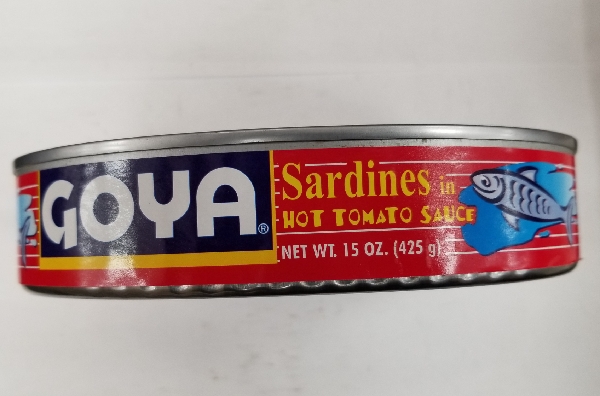 GOYA®
Sardines in
HOT TOMATO SAUCE
NET WT. 15 OZ. (425 g)